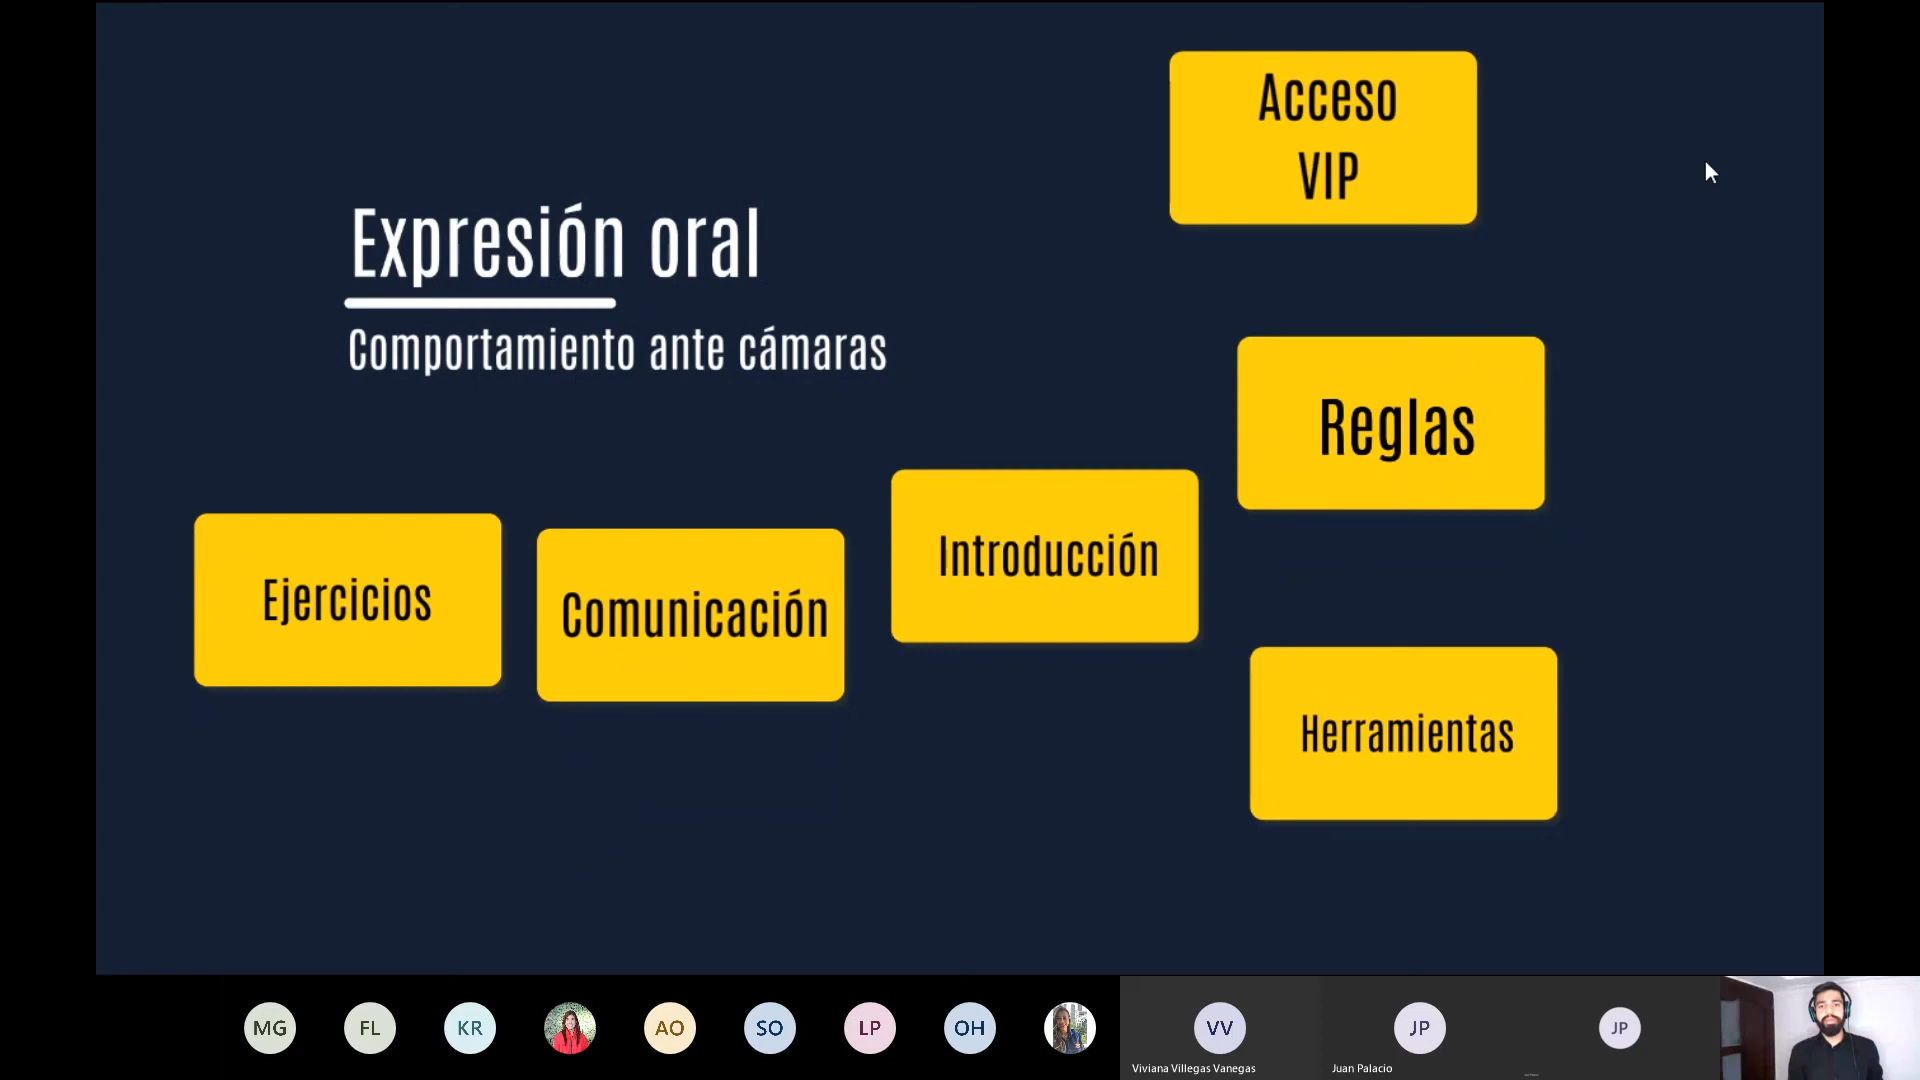 Acceso
VIP
Expresión oral
Comportamiento ante cámaras
Reglas
Introducción
Ejercicios
Comunicación
Herramientas
MG
FL
KR
AO
SO
LP
OH
VV
JP
JP
Viviana Villegas Vanegas
Juan Palacio